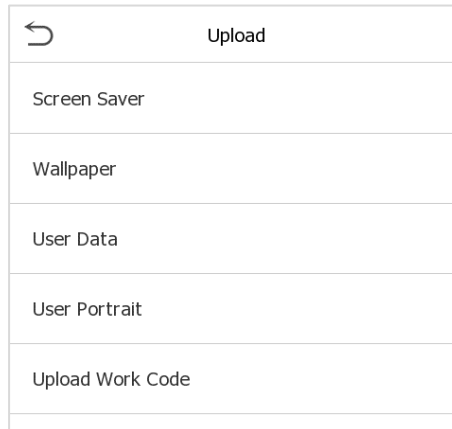 Upload
Screen Saver
Wallpaper
User Data
User Portrait
Upload Work Code